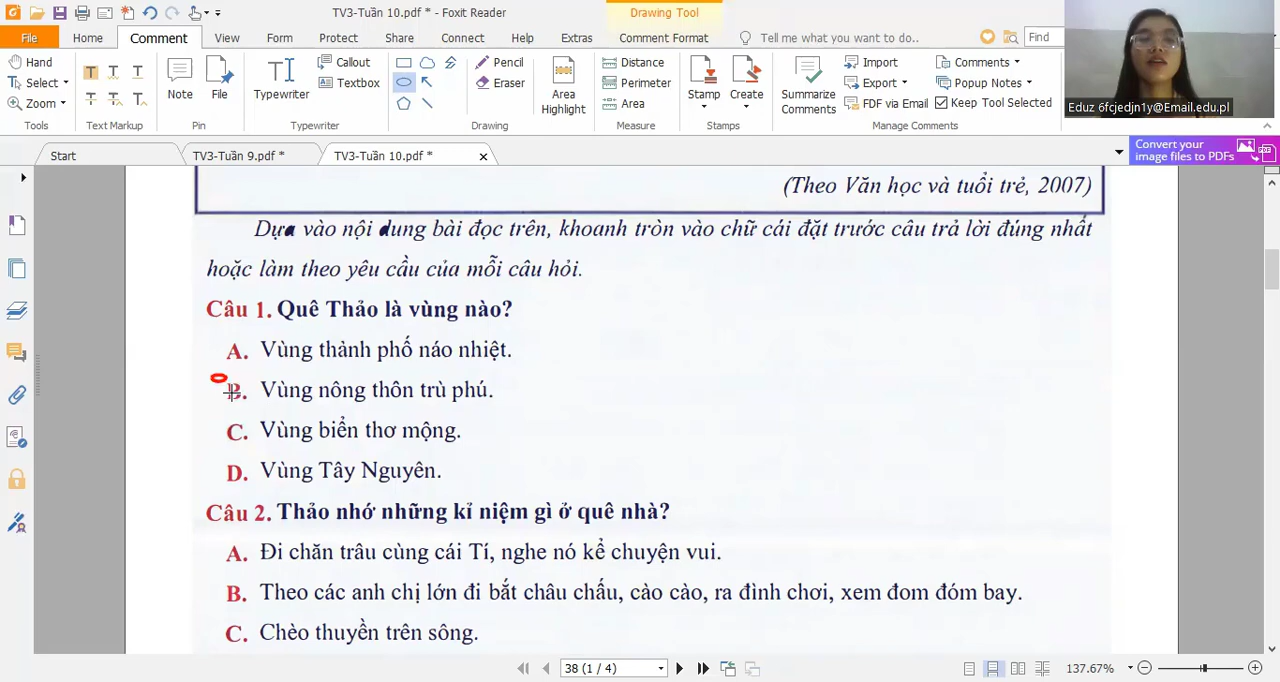 TV3-Tuần 10.pdf * - Foxit Reader
Drawing Tool
File Home Comment View Form Protect Share Connect Help Extras Comment Format Tell me what you want to do.. Find
Hand
Select
Zoom
Tools
Text Markup
Note
File
Pin
Typewriter
Callout
Textbox
Typewriter
Pencil
Eraser
Drawing
Area
Highlight
Distance
Perimeter
Area
Measure
Stamp
Create
Stamps
Summarize
Comments
Import
Export
FDF via Email
Comments
Popup Notes
Keep Tool Selected
Manage Comments
Eduz 6fcjedjn1y@Email.edu.pl
Start
TV3-Tuần 9.pdf *
TV3-Tuần 10.pdf *
Convert your
image files to PDFs
(Theo Văn học và tuổi trẻ, 2007)
Dựa vào nội dung bài đọc trên, khoanh tròn vào chữ cái đặt trước câu trả lời đúng nhất
hoặc làm theo yêu cầu của mỗi câu hỏi.
Câu 1. Quê Thảo là vùng nào?
A. Vùng thành phố náo nhiệt.
B. Vùng nông thôn trù phú.
C. Vùng biển thơ mộng.
D. Vùng Tây Nguyên.
Câu 2. Thảo nhớ những kỉ niệm gì ở quê nhà?
A. Đi chăn trâu cùng cái Tí, nghe nó kể chuyện vui.
B. Theo các anh chị lớn đi bắt châu chấu, cào cào, ra đình chơi, xem đom đóm bay.
C. Chèo thuyền trên sông.
38 (1 / 4)
137.67%